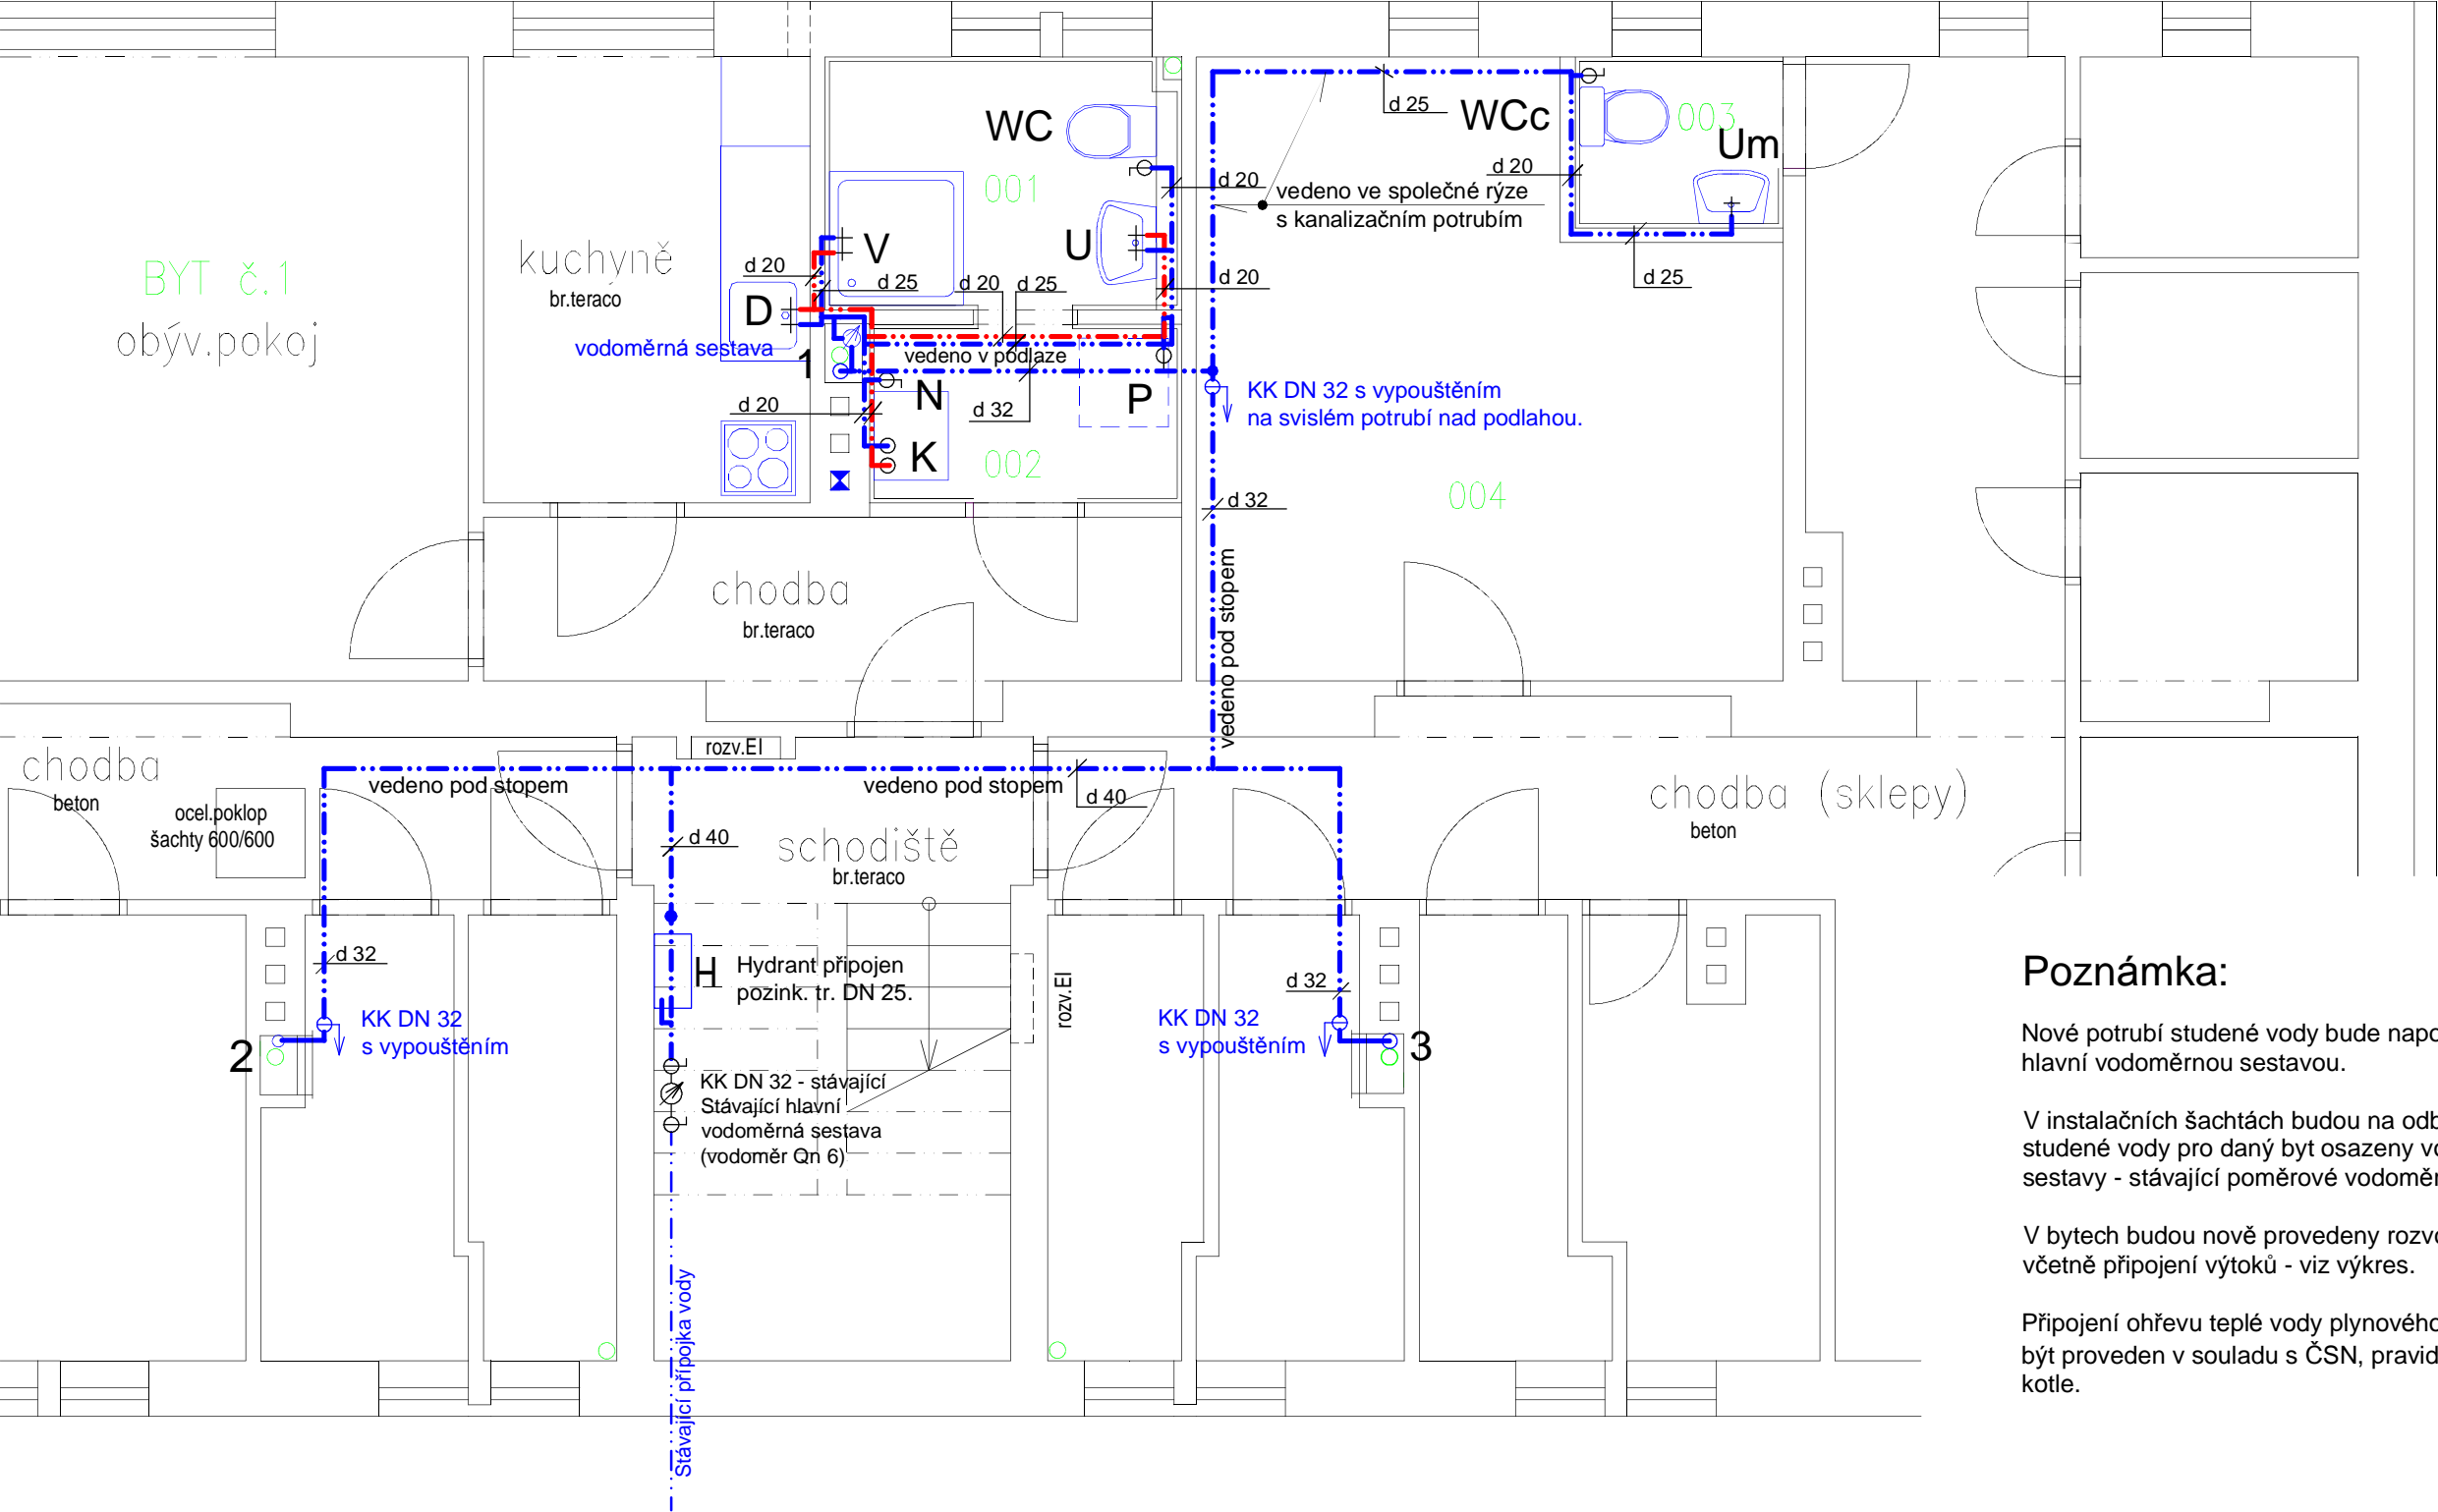 WC
WCc
003
Um
001
d 25
d 20
d 20
vedeno ve společné rýze
s kanalizačním potrubím
BYT č.1
obýv.pokoj
kuchyně
br.teraco
V
U
D
d 20
d 25
d 20
d 25
d 20
d 25
vodoměrná sestava
1
vedeno v podlaze
N
P
K
d 20
d 32
002
KK DN 32 s vypouštěním
na svislém potrubí nad podlahou.
d 32
004
vedeno pod stopem
chodba
br.teraco
rozv.El
chodba
beton
ocel.poklop
šachty 600/600
vedeno pod stopem
vedeno pod stopem
d 40
d 40
schodiště
br.teraco
chodba (sklepy)
beton
d 32
KK DN 32
s vypouštěním
2
H
Hydrant připojen
pozink. tr. DN 25.
rozv.El
d 32
KK DN 32
s vypouštěním
3
KK DN 32 - stávající
Stávající hlavní
vodoměrná sestava
(vodoměr Qn 6)
Stávající přípojka vody
Poznámka:
Nové potrubí studené vody bude
hlavní vodoměrnou sestavou.
V instalačních šachtách budou na
studené vody pro daný byt osazeny
sestavy - stávající poměrové
V bytech budou nově provedeny
včetně připojení výtoků - viz výkres.
Připojení ohřevu teplé vody
být proveden v souladu s ČSN,
kotle.